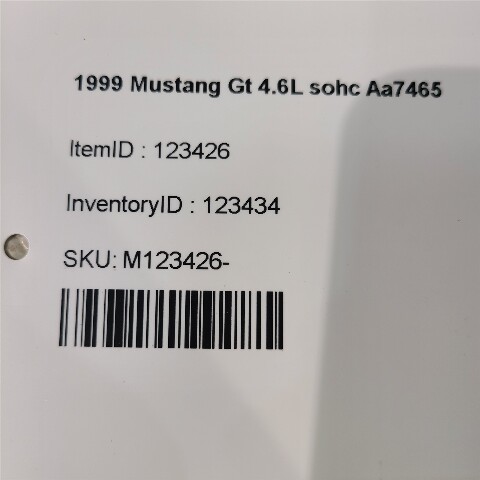 1999 Mustang Gt 4.6L sohc Aa7465
ItemID : 123426
InventoryID : 123434
SKU: M123426-